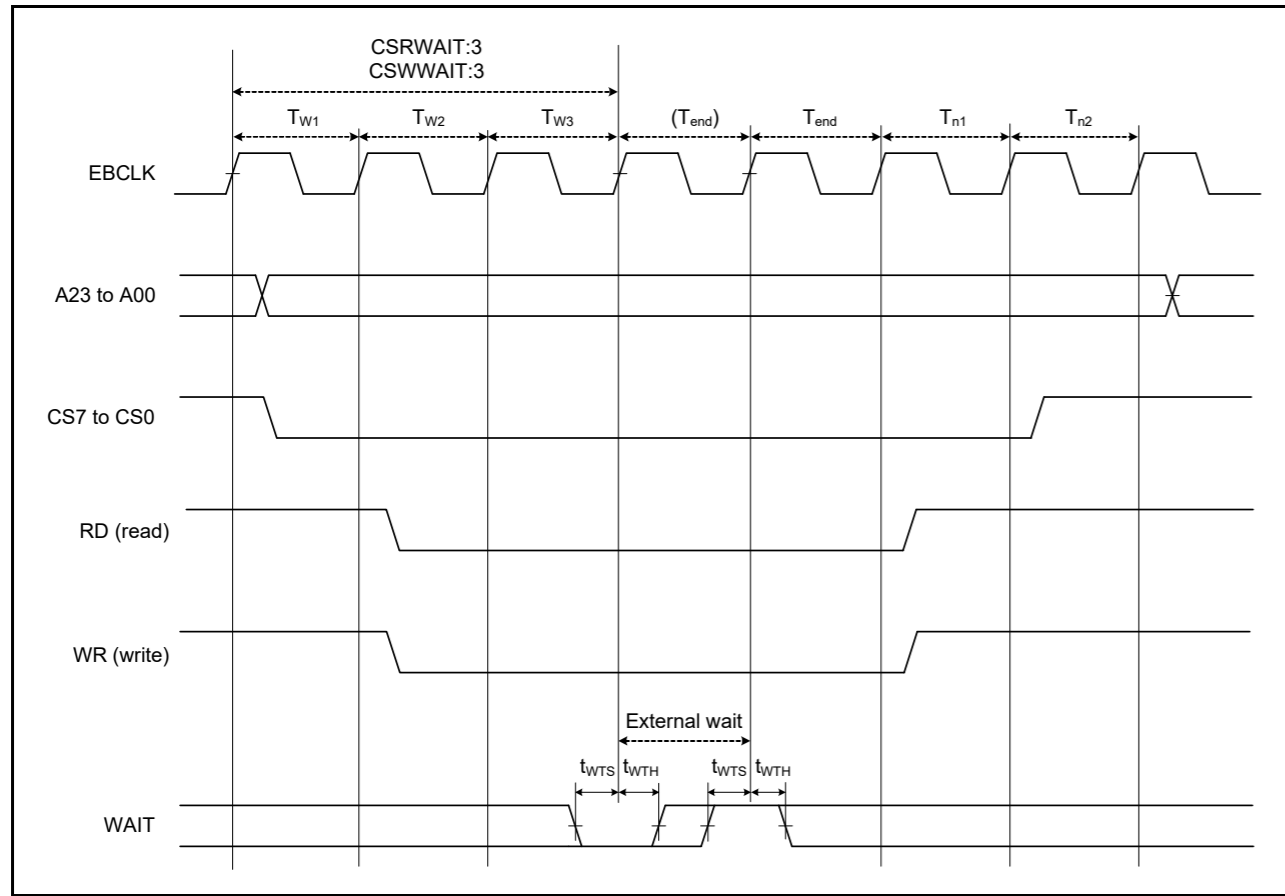 CSRWAIT:3
CSWWAIT:3
TW1 TW2 TW3 (Tend) Tend Tn1 Tn2
EBCLK
A23 to A00
CS7 to CS0
RD (read)
WR (write)
External wait
tWTS tWTH tWTS tWTH
WAIT